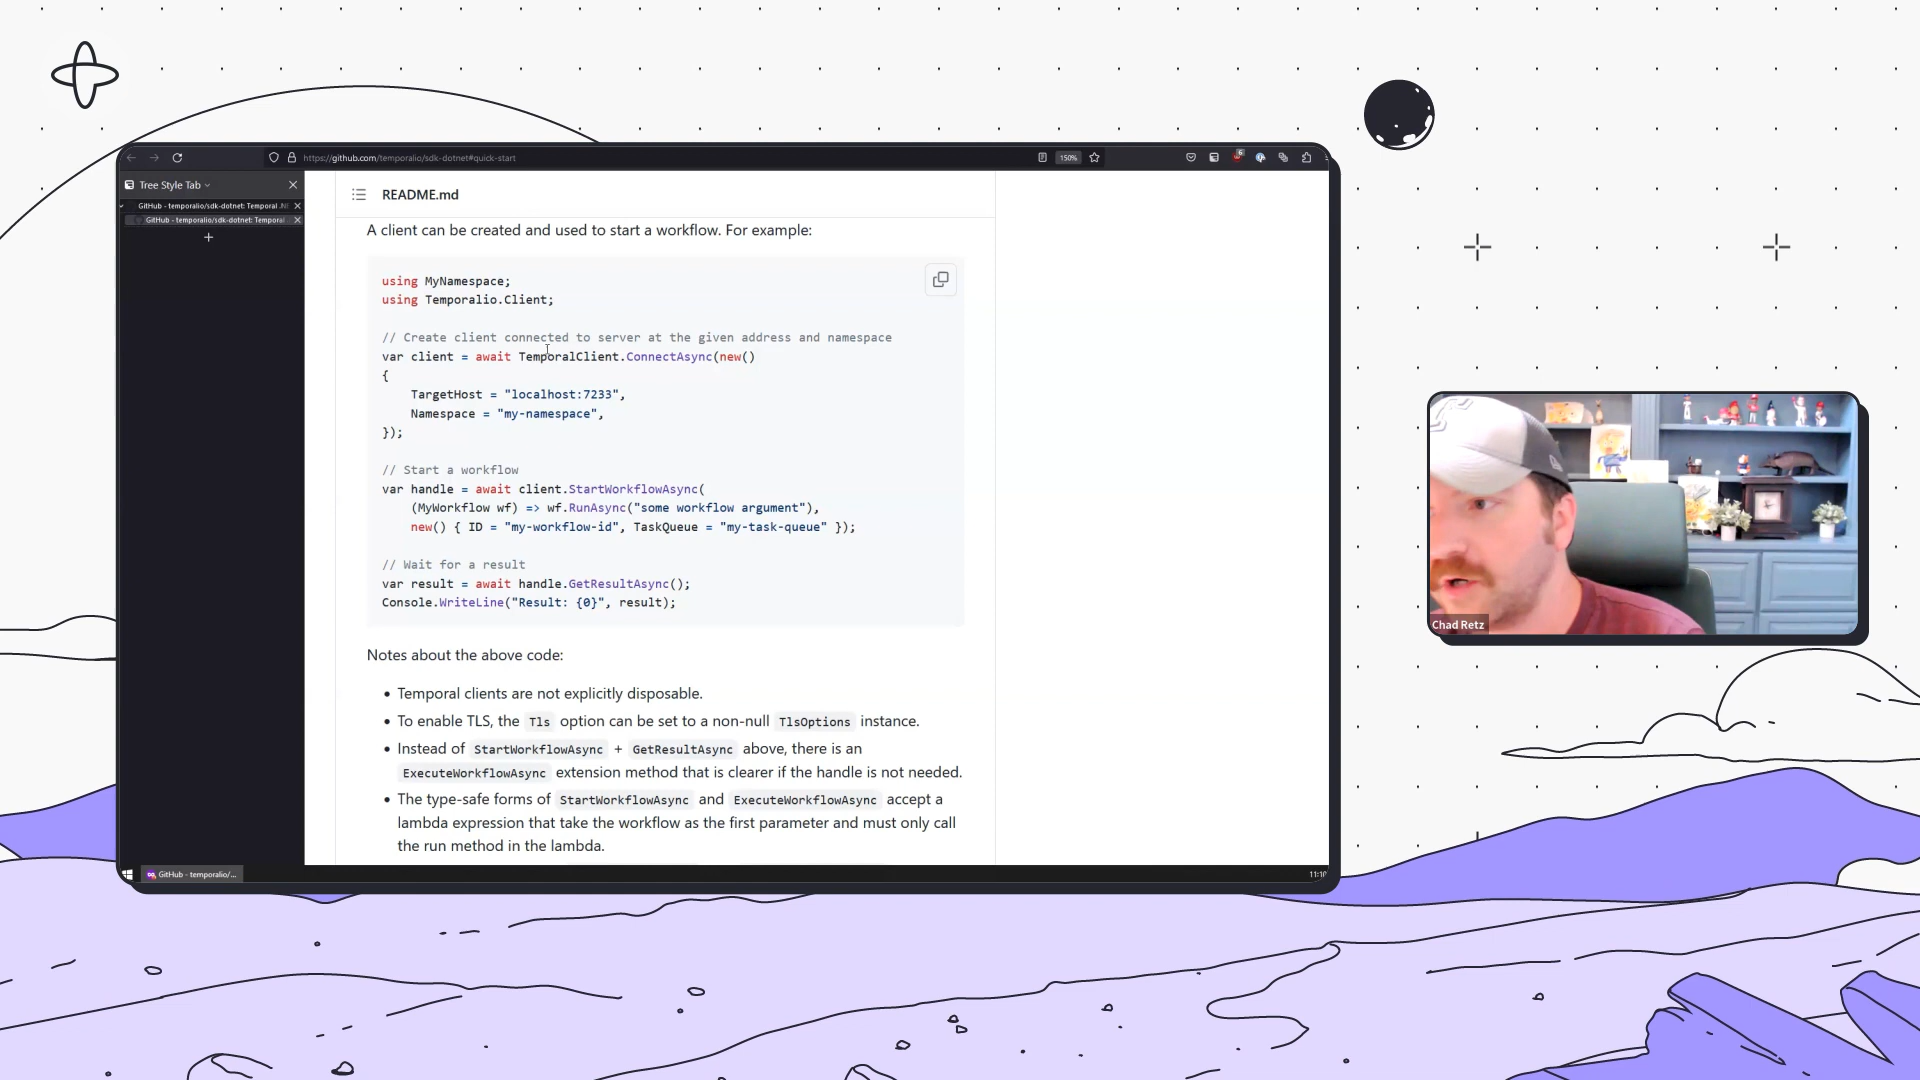 https://github.com/temporalio/sdk-dotnet#quick-start
150%
6
Tree Style Tab
GitHub - temporalio/sdk-dotnet: Temporal .NE
GitHub - temporalio/sdk-dotnet: Temporal
README.md
A client can be created and used to start a workflow. For example:
using MyNamespace;
using Temporalio.Client;
// Create client connected to server at the given address and namespace
var client = await TemporalClient.ConnectAsync(new()
{
TargetHost = "localhost:7233",
Namespace = "my-namespace",
});
// Start a workflow
var handle = await client.StartWorkflowAsync(
(MyWorkflow wf) => wf.RunAsync("some workflow argument"),
new() { ID = "my-workflow-id", TaskQueue = "my-task-queue" });
// Wait for a result
var result = await handle.GetResultAsync();
Console.WriteLine("Result: {0}", result);
Notes about the above code:
• Temporal clients are not explicitly disposable.
• To enable TLS, the Tls option can be set to a non-null TlsOptions instance.
• Instead of StartWorkflowAsync + GetResultAsync above, there is an
ExecuteWorkflowAsync extension method that is clearer if the handle is not needed.
• The type-safe forms of StartWorkflowAsync and ExecuteWorkflowAsync accept a
lambda expression that take the workflow as the first parameter and must only call
the run method in the lambda.
GitHub - temporalio/...
11:10
Chad Retz